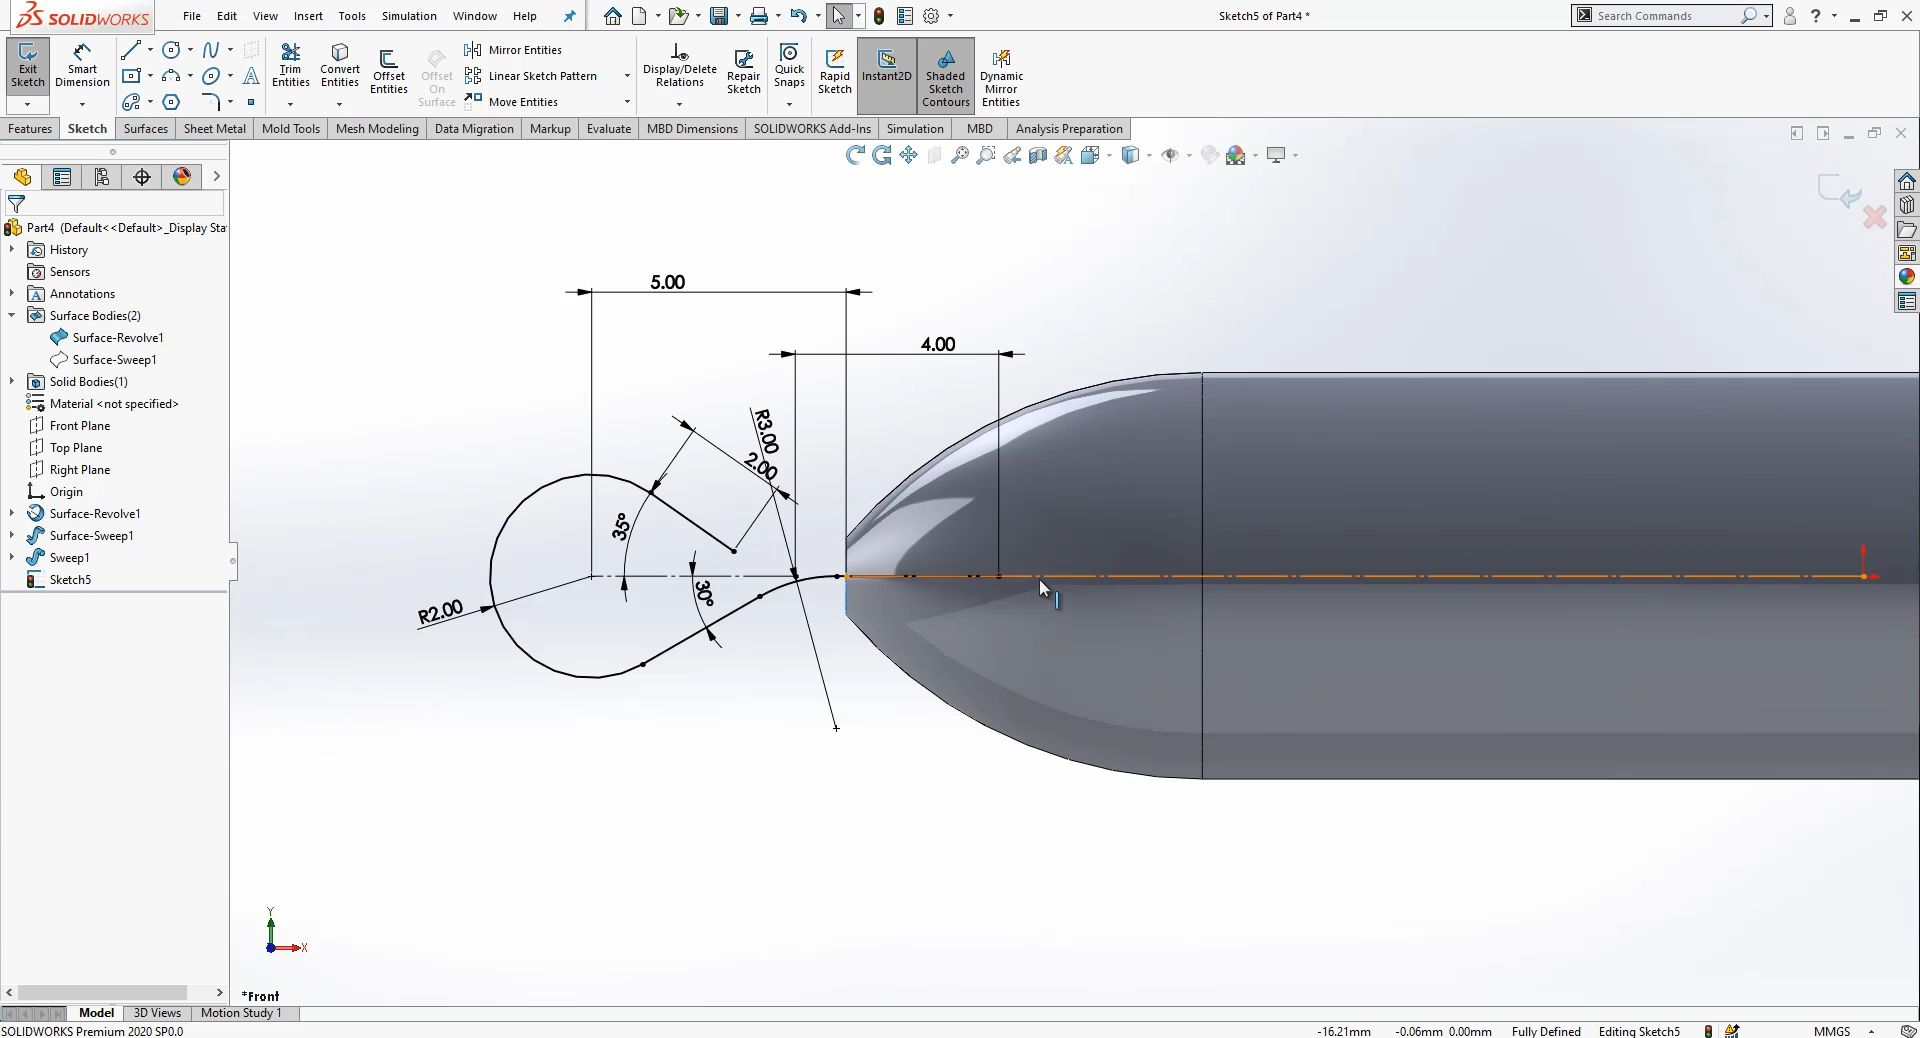 SOLIDWORKS File Edit View Insert Tools Simulation Window Help Sketch5 of Part4 * Search Commands ?
Exit Sketch
Smart Dimension
Trim Entities
Convert Entities
Offset Entities
Offset On Surface
Mirror Entities
Linear Sketch Pattern
Move Entities
Display/Delete Relations
Repair Sketch
Quick Snaps
Rapid Sketch
Instant2D
Shaded Sketch Contours
Dynamic Mirror Entities
Features Sketch Surfaces Sheet Metal Mold Tools Mesh Modeling Data Migration Markup Evaluate MBD Dimensions SOLIDWORKS Add-Ins Simulation MBD Analysis Preparation
Part4 (Default<<Default>_Display Sta
History
Sensors
Annotations
Surface Bodies(2)
Surface-Revolve1
Surface-Sweep1
Solid Bodies(1)
Material <not specified>
Front Plane
Top Plane
Right Plane
Origin
Surface-Revolve1
Surface-Sweep1
Sweep1
Sketch5
5.00
4.00
R3.00
2.00
35°
30°
R2.00
Y
X
*Front
Model 3D Views Motion Study 1
SOLIDWORKS Premium 2020 SP0.0 -16.21mm -0.06mm 0.00mm Fully Defined Editing Sketch5 MMGS